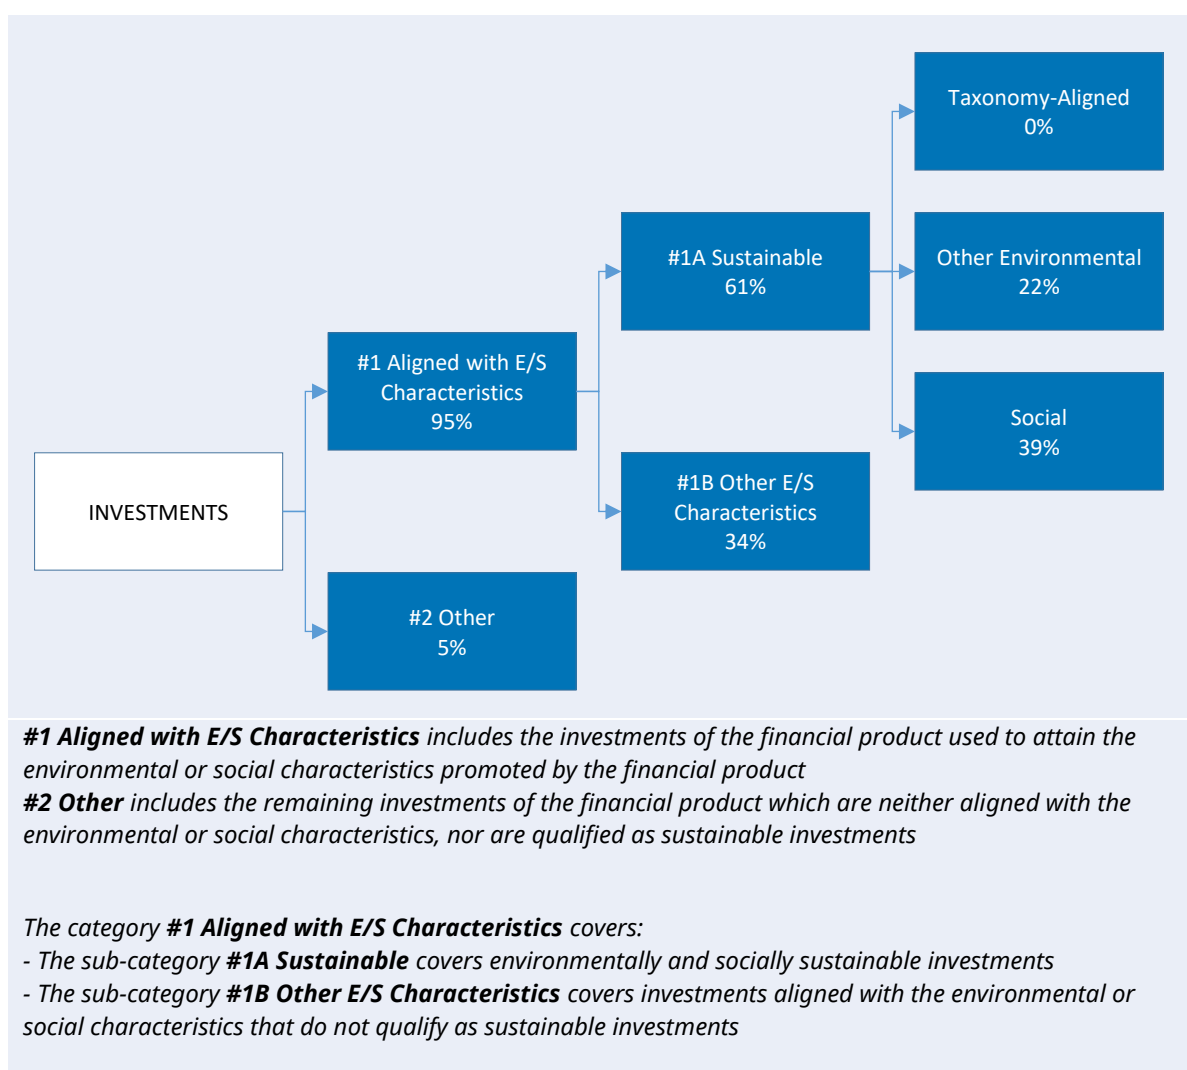 Taxonomy-Aligned
0%
#1A Sustainable
61%
Other Environmental
22%
#1 Aligned with E/S
Characteristics
95%
Social
39%
#1B Other E/S
Characteristics
34%
INVESTMENTS
#2 Other
5%
#1 Aligned with E/S Characteristics includes the investments of the financial product used to attain the
environmental or social characteristics promoted by the financial product
#2 Other includes the remaining investments of the financial product which are neither aligned with the
environmental or social characteristics, nor are qualified as sustainable investments
The category #1 Aligned with E/S Characteristics covers:
- The sub-category #1A Sustainable covers environmentally and socially sustainable investments
- The sub-category #1B Other E/S Characteristics covers investments aligned with the environmental or
social characteristics that do not qualify as sustainable investments